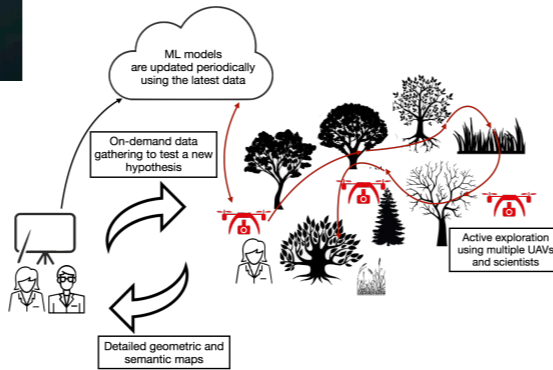 ML models
are updated periodically
using the latest data
On-demand data
gathering to test a new
hypothesis
Active exploration
using multiple UAVs
and scientists
Detailed geometric and
semantic maps